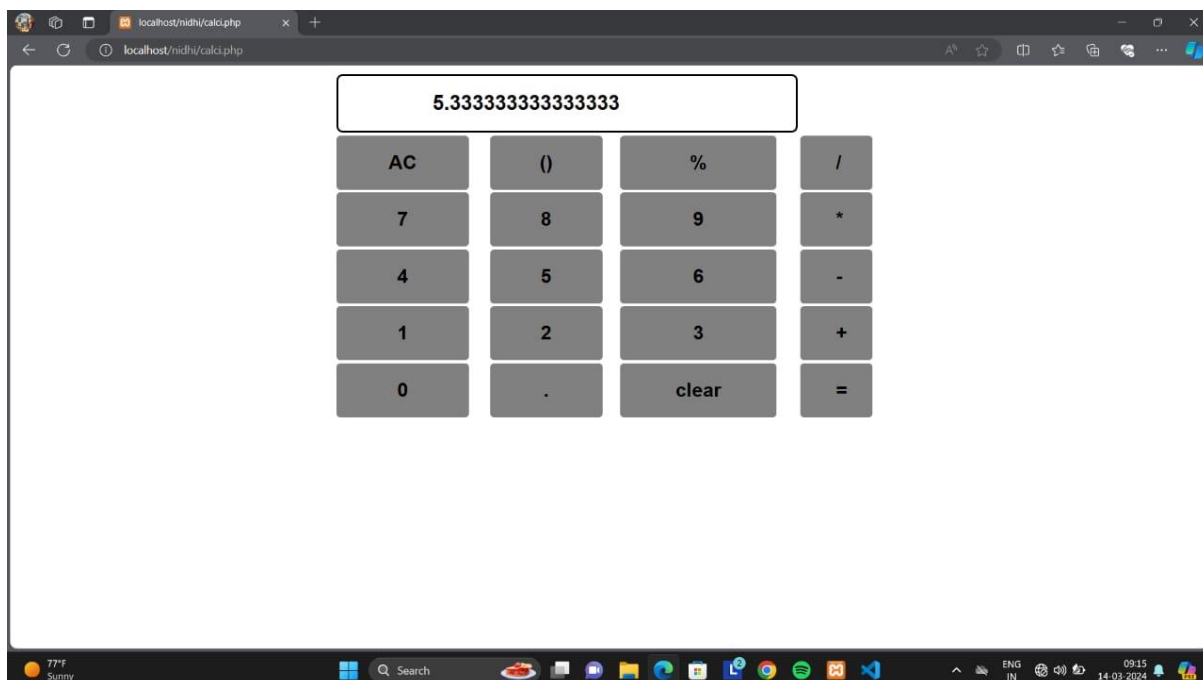 localhost/nidhi/calci.php
localhost/nidhi/calci.php
5.333333333333333
AC () % /
7 8 9 *
4 5 6 -
1 2 3 +
0 . clear =
77°F
Sunny
Search
2
ENG
IN
09:15
14-03-2024